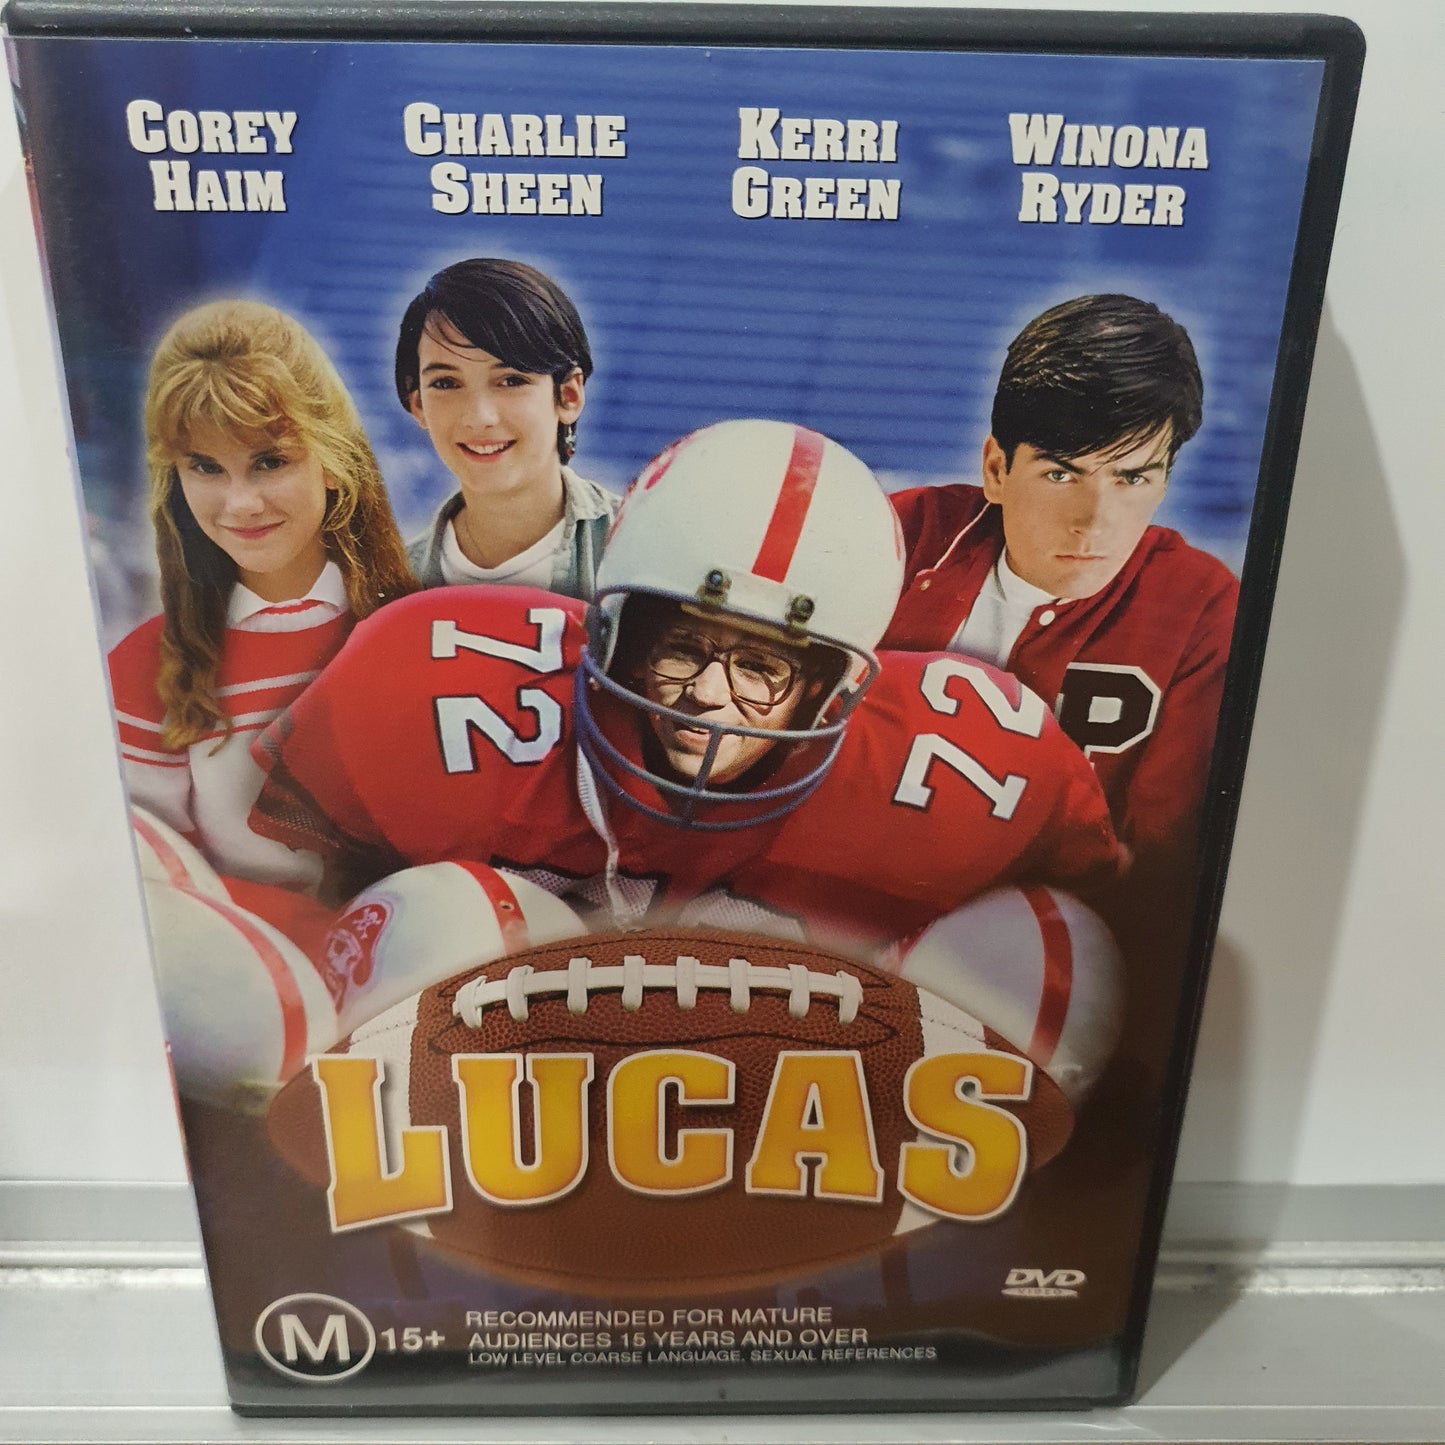 COREY HAIM
CHARLIE SHEEN
KERRI GREEN
WINONA RYDER
72
72
P
LUCAS
DVD
VIDEO
M 15+
RECOMMENDED FOR MATURE
AUDIENCES 15 YEARS AND OVER
LOW LEVEL COARSE LANGUAGE, SEXUAL REFERENCES